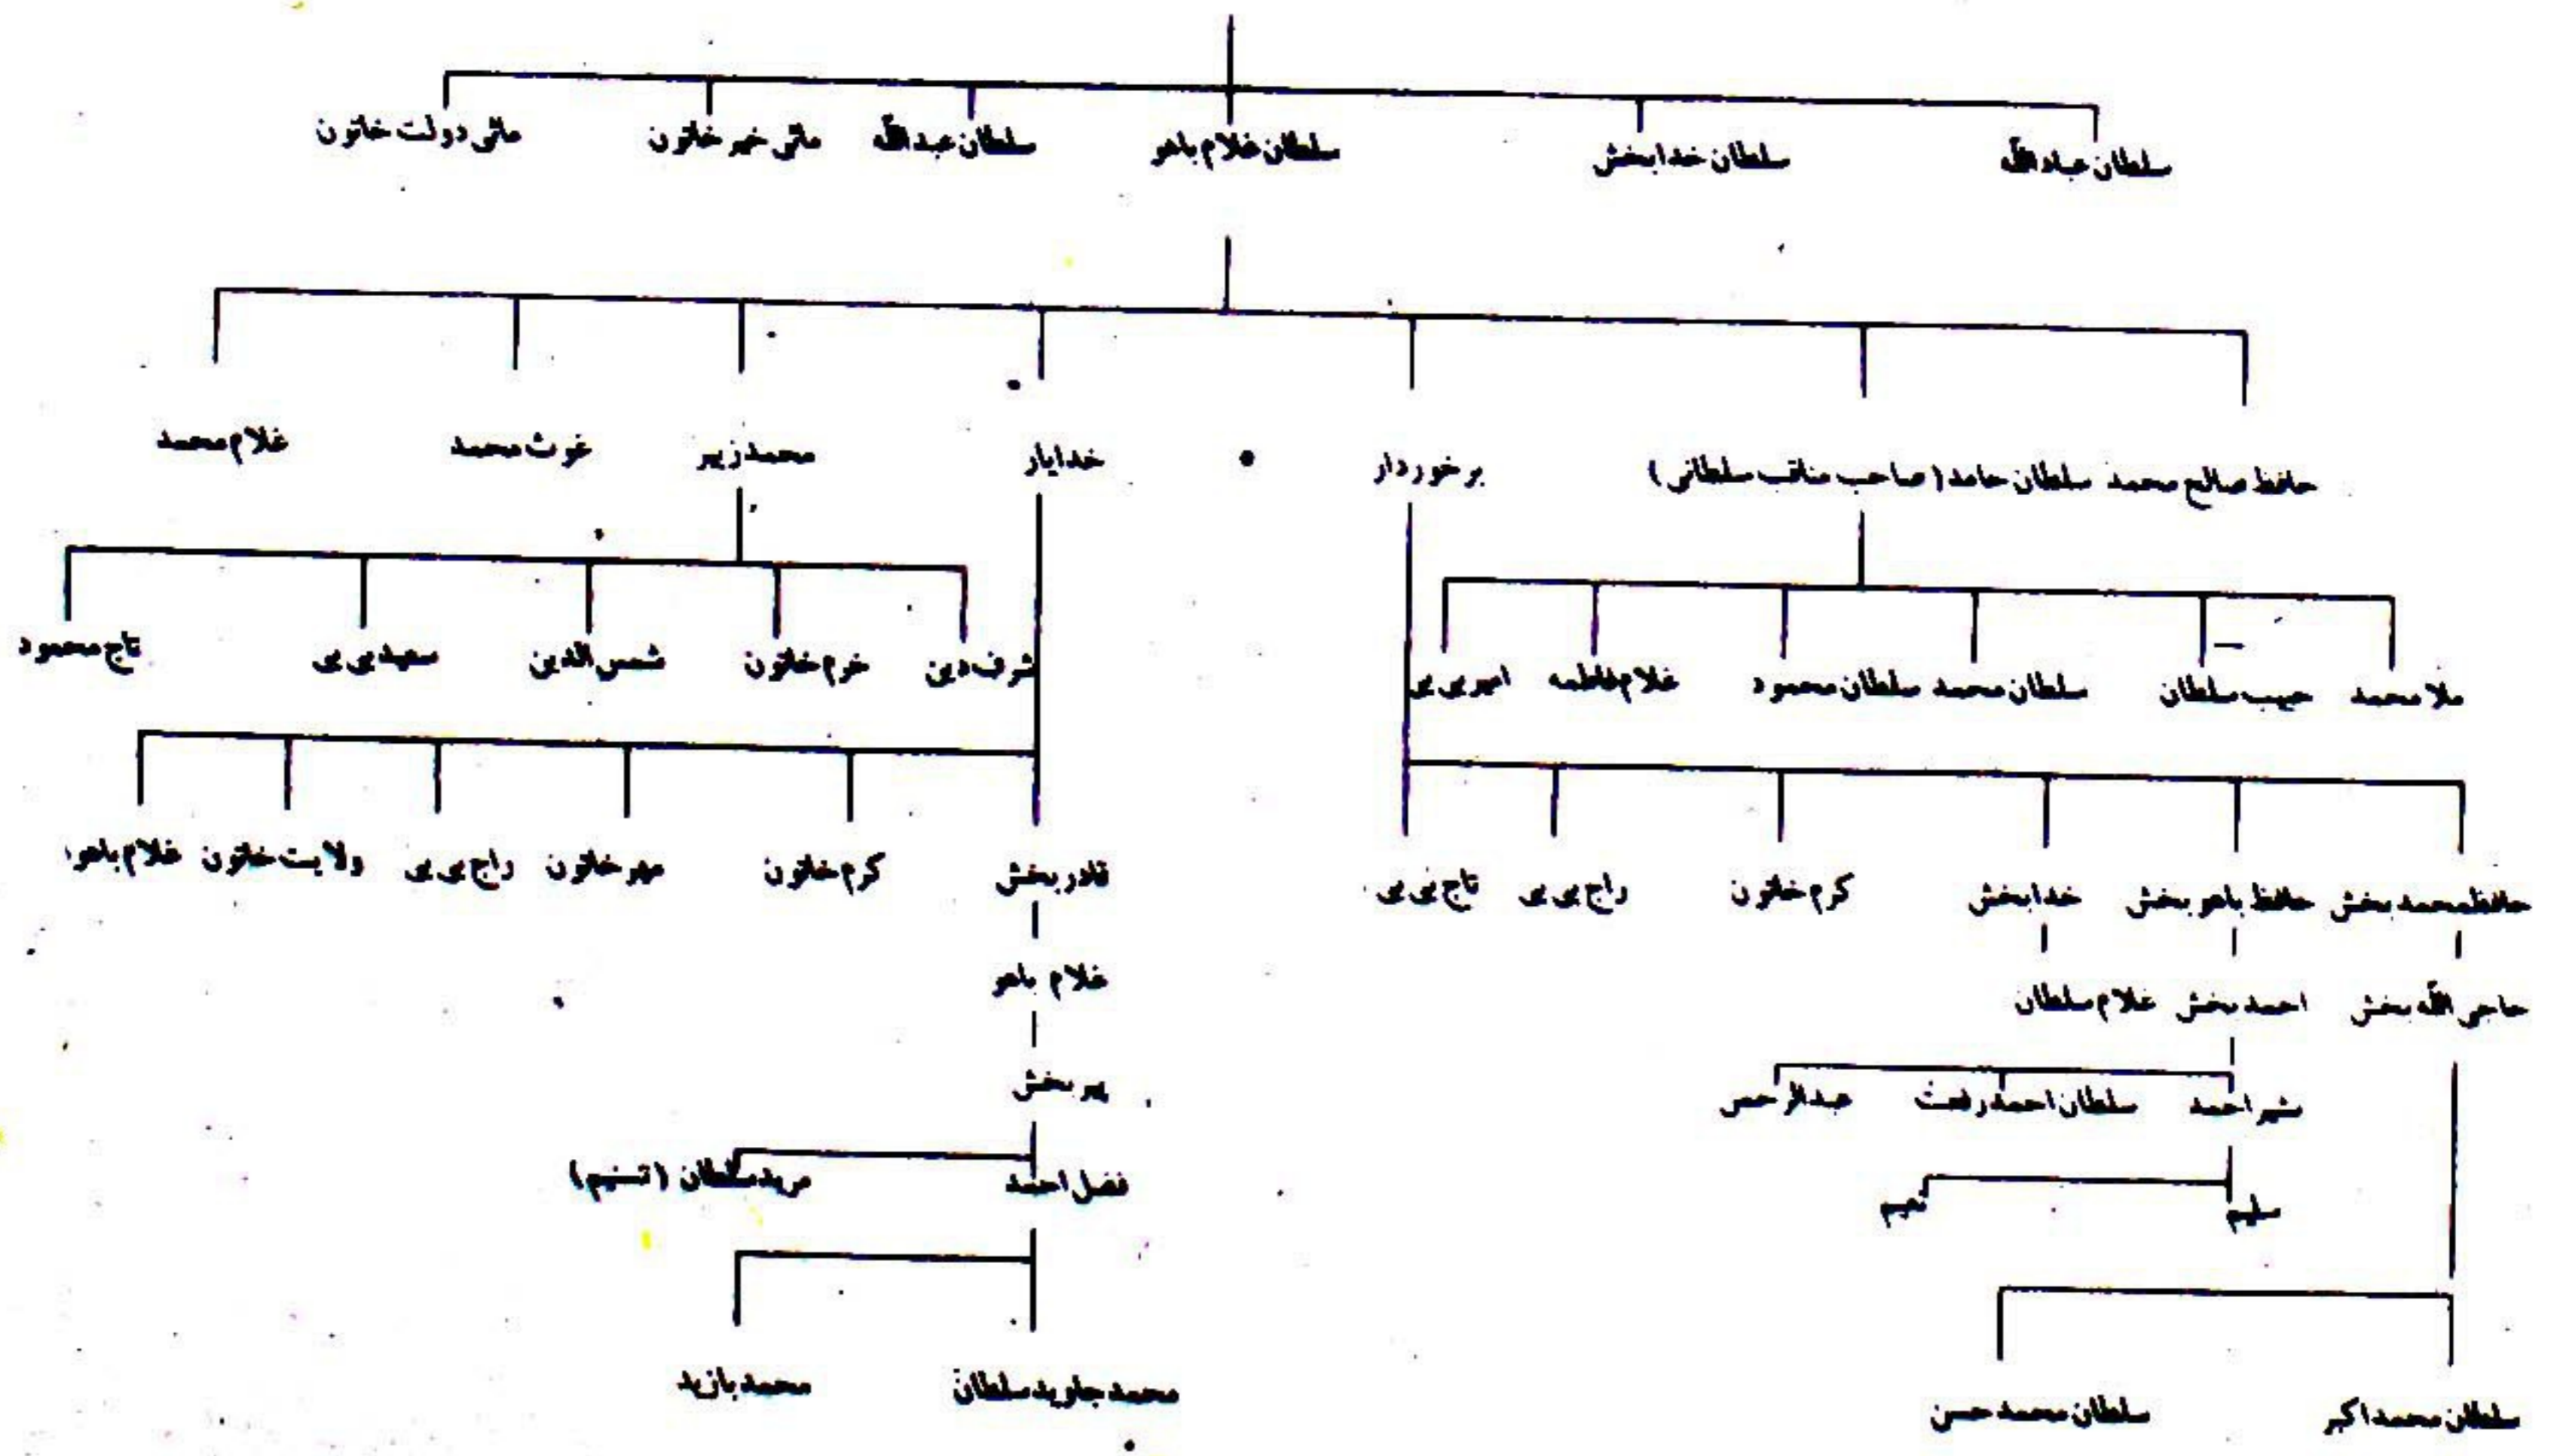 سلطان عبداللہ سلطان خدابخش سلطان غلام باھو سلطان عبداللہ مائی خیر خاتون مائی دولت خاتون
حافظ صالح محمد سلطان حامد (صاحب مناقب سلطانی) برخوردار خدایار محمد زبیر غوث محمد غلام محمد
ملا محمد حبیب سلطان سلطان محمد سلطان محمود غلام فاطمہ امیر بی بی شرف دین خرم خاتون شمس الدین سعید بی بی تاج محمود
حافظ محمد بخش حافظ باھو بخش خدابخش کرم خاتون راج بی بی تاج بی بی قادر بخش کرم خاتون مہر خاتون راج بی بی ولایت خاتون غلام باھو
حاجی اللہ بخش احمد بخش غلام سلطان غلام باھو
احمد سلطان احمد رفعت عبدالرحمن پیر بخش
سلیم نعیم فضل احمد مرید سلطان (تسنیم)
سلطان محمد اکبر سلطان محمد حسن محمد جاوید سلطان محمد بازید